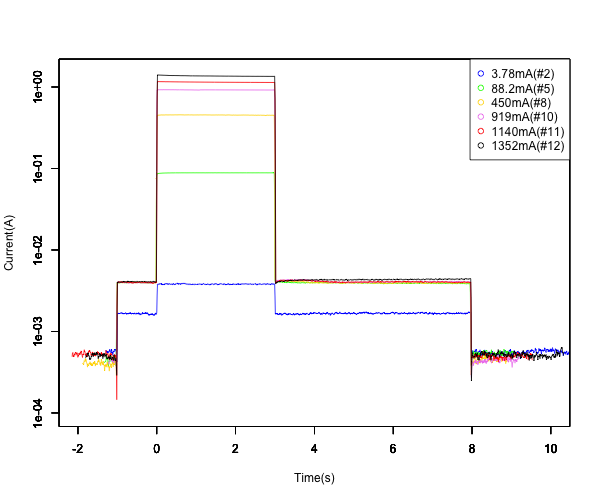 1e+00
1e-01
1e-02
1e-03
1e-04
Current(A)
3.78mA(#2)
88.2mA(#5)
450mA(#8)
919mA(#10)
1140mA(#11)
1352mA(#12)
-2 0 2 4 6 8 10
Time(s)